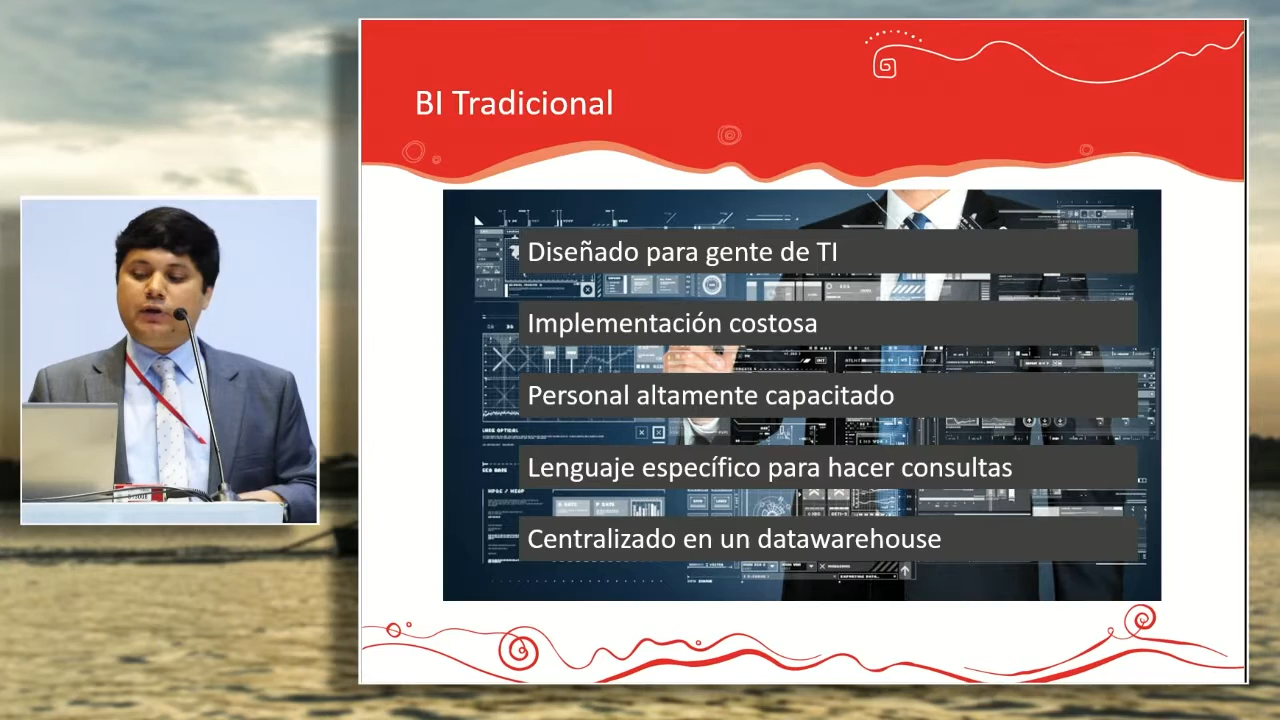 BI Tradicional
Diseñado para gente de TI
Implementación costosa
Personal altamente capacitado
Lenguaje específico para hacer consultas
Centralizado en un datawarehouse